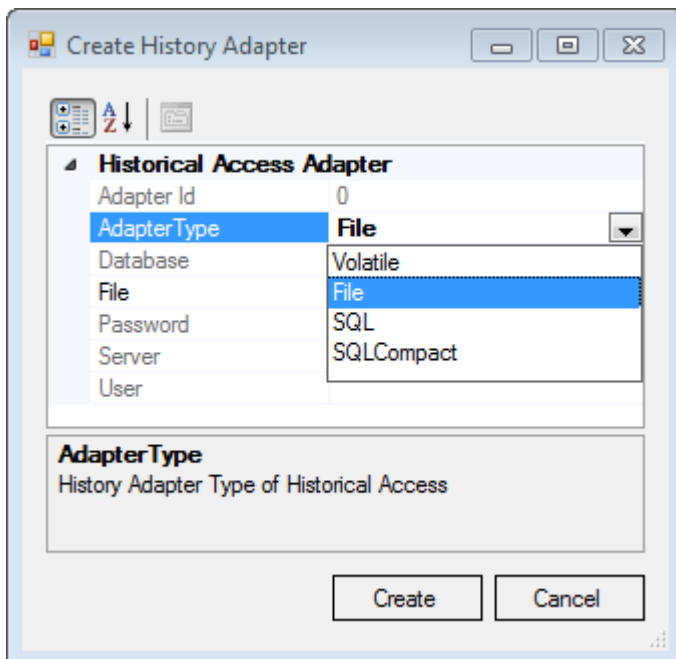 Create History Adapter
A
Z
Historical Access Adapter
Adapter Id 0
AdapterType File
Database Volatile
File File
Password SQL
Server SQLCompact
User
AdapterType
History Adapter Type of Historical Access
Create Cancel